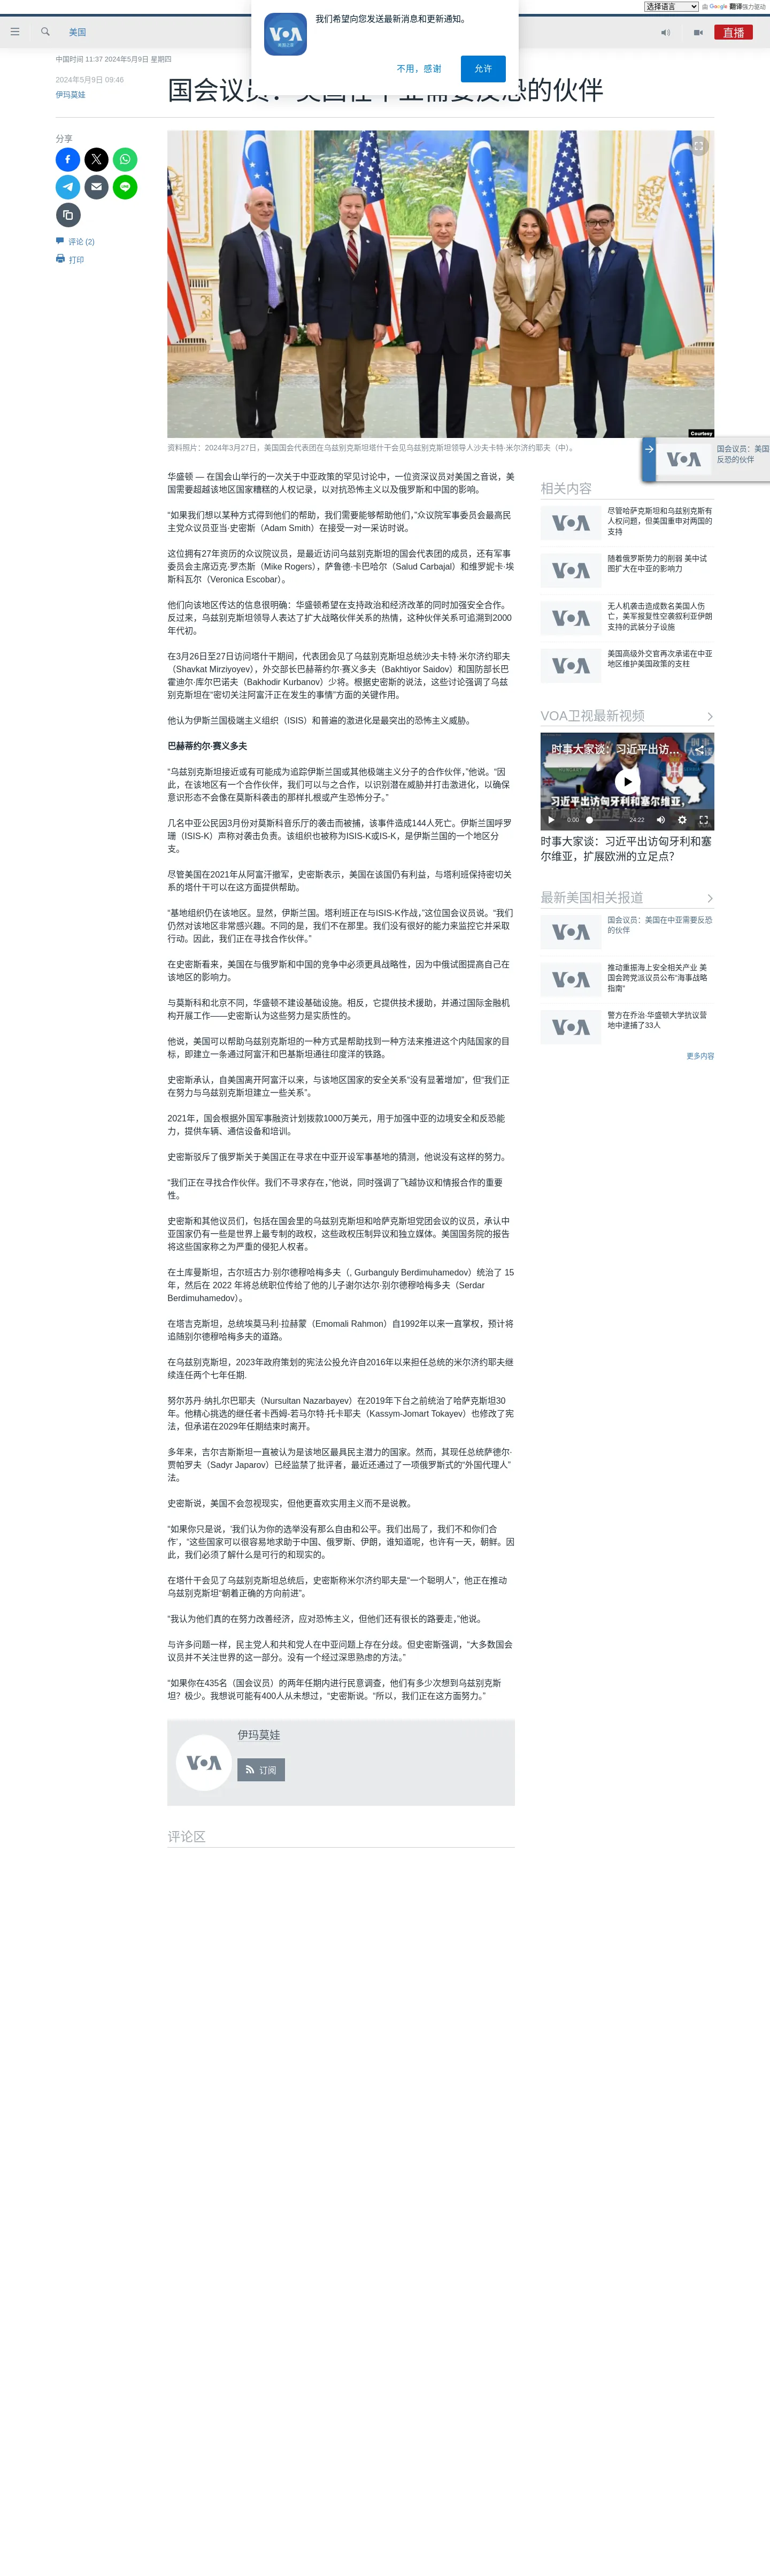 选择语言
由 Google 翻译强力驱动
我们希望向您发送最新消息和更新通知。
不用，感谢
允许
美国
直播
中国时间 11:37 2024年5月9日 星期四
国会议员：美国在中亚需要反恐的伙伴
2024年5月9日 09:46
伊玛莫娃
分享
评论 (2)
打印
Courtesy
资料照片：2024年3月27日，美国国会代表团在乌兹别克斯坦塔什干会见乌兹别克斯坦领导人沙夫卡特·米尔济约耶夫（中）。
华盛顿 — 在国会山举行的一次关于中亚政策的罕见讨论中，一位资深议员对美国之音说，美
国需要超越该地区国家糟糕的人权记录，以对抗恐怖主义以及俄罗斯和中国的影响。
“如果我们想以某种方式得到他们的帮助，我们需要能够帮助他们，”众议院军事委员会最高民
主党众议员亚当·史密斯（Adam Smith）在接受一对一采访时说。
这位拥有27年资历的众议院议员，是最近访问乌兹别克斯坦的国会代表团的成员，还有军事
委员会主席迈克·罗杰斯（Mike Rogers），萨鲁德·卡巴哈尔（Salud Carbajal）和维罗妮卡·埃
斯科瓦尔（Veronica Escobar）。
他们向该地区传达的信息很明确：华盛顿希望在支持政治和经济改革的同时加强安全合作。
反过来，乌兹别克斯坦领导人表达了扩大战略伙伴关系的热情，这种伙伴关系可追溯到2000
年代初。
在3月26日至27日访问塔什干期间，代表团会见了乌兹别克斯坦总统沙夫卡特·米尔济约耶夫
（Shavkat Mirziyoyev），外交部长巴赫蒂约尔·赛义多夫（Bakhtiyor Saidov）和国防部长巴
霍迪尔·库尔巴诺夫（Bakhodir Kurbanov）少将。根据史密斯的说法，这些讨论强调了乌兹
别克斯坦在“密切关注阿富汗正在发生的事情”方面的关键作用。
他认为伊斯兰国极端主义组织（ISIS）和普遍的激进化是最突出的恐怖主义威胁。
巴赫蒂约尔·赛义多夫
“乌兹别克斯坦接近或有可能成为追踪伊斯兰国或其他极端主义分子的合作伙伴，”他说。“因
此，在该地区有一个合作伙伴，我们可以与之合作，以识别潜在威胁并打击激进化，以确保
意识形态不会像在莫斯科袭击的那样扎根或产生恐怖分子。”
几名中亚公民因3月份对莫斯科音乐厅的袭击而被捕，该事件造成144人死亡。伊斯兰国呼罗
珊（ISIS-K）声称对袭击负责。该组织也被称为ISIS-K或IS-K，是伊斯兰国的一个地区分
支。
尽管美国在2021年从阿富汗撤军，史密斯表示，美国在该国仍有利益，与塔利班保持密切关
系的塔什干可以在这方面提供帮助。
“基地组织仍在该地区。显然，伊斯兰国。塔利班正在与ISIS-K作战，”这位国会议员说。“我们
仍然对该地区非常感兴趣。不同的是，我们不在那里。我们没有很好的能力来监控它并采取
行动。因此，我们正在寻找合作伙伴。”
在史密斯看来，美国在与俄罗斯和中国的竞争中必须更具战略性，因为中俄试图提高自己在
该地区的影响力。
与莫斯科和北京不同，华盛顿不建设基础设施。相反，它提供技术援助，并通过国际金融机
构开展工作——史密斯认为这些努力是实质性的。
他说，美国可以帮助乌兹别克斯坦的一种方式是帮助找到一种方法来推进这个内陆国家的目
标，即建立一条通过阿富汗和巴基斯坦通往印度洋的铁路。
史密斯承认，自美国离开阿富汗以来，与该地区国家的安全关系“没有显著增加”，但“我们正
在努力与乌兹别克斯坦建立一些关系”。
2021年，国会根据外国军事融资计划拨款1000万美元，用于加强中亚的边境安全和反恐能
力，提供车辆、通信设备和培训。
史密斯驳斥了俄罗斯关于美国正在寻求在中亚开设军事基地的猜测，他说没有这样的努力。
“我们正在寻找合作伙伴。我们不寻求存在，”他说，同时强调了飞越协议和情报合作的重要
性。
史密斯和其他议员们，包括在国会里的乌兹别克斯坦和哈萨克斯坦党团会议的议员，承认中
亚国家仍有一些是世界上最专制的政权，这些政权压制异议和独立媒体。美国国务院的报告
将这些国家称之为严重的侵犯人权者。
在土库曼斯坦，古尔班古力·别尔德穆哈梅多夫（, Gurbanguly Berdimuhamedov）统治了 15
年，然后在 2022 年将总统职位传给了他的儿子谢尔达尔·别尔德穆哈梅多夫（Serdar
Berdimuhamedov）。
在塔吉克斯坦，总统埃莫马利·拉赫蒙（Emomali Rahmon）自1992年以来一直掌权，预计将
追随别尔德穆哈梅多夫的道路。
在乌兹别克斯坦，2023年政府策划的宪法公投允许自2016年以来担任总统的米尔济约耶夫继
续连任两个七年任期.
努尔苏丹·纳扎尔巴耶夫（Nursultan Nazarbayev）在2019年下台之前统治了哈萨克斯坦30
年。他精心挑选的继任者卡西姆-若马尔特·托卡耶夫（Kassym-Jomart Tokayev）也修改了宪
法，但承诺在2029年任期结束时离开。
多年来，吉尔吉斯斯坦一直被认为是该地区最具民主潜力的国家。然而，其现任总统萨德尔·
贾帕罗夫（Sadyr Japarov）已经监禁了批评者，最近还通过了一项俄罗斯式的“外国代理人”
法。
史密斯说，美国不会忽视现实，但他更喜欢实用主义而不是说教。
“如果你只是说，‘我们认为你的选举没有那么自由和公平。我们出局了，我们不和你们合
作’，”这些国家可以很容易地求助于中国、俄罗斯、伊朗，谁知道呢，也许有一天，朝鲜。因
此，我们必须了解什么是可行的和现实的。
在塔什干会见了乌兹别克斯坦总统后，史密斯称米尔济约耶夫是“一个聪明人”，他正在推动
乌兹别克斯坦“朝着正确的方向前进”。
“我认为他们真的在努力改善经济，应对恐怖主义，但他们还有很长的路要走，”他说。
与许多问题一样，民主党人和共和党人在中亚问题上存在分歧。但史密斯强调，“大多数国会
议员并不关注世界的这一部分。没有一个经过深思熟虑的方法。”
“如果你在435名（国会议员）的两年任期内进行民意调查，他们有多少次想到乌兹别克斯
坦？极少。我想说可能有400人从未想过，“史密斯说。“所以，我们正在这方面努力。”
伊玛莫娃
订阅
评论区
国会议员：美国
反恐的伙伴
相关内容
尽管哈萨克斯坦和乌兹别克斯有
人权问题，但美国重申对两国的
支持
随着俄罗斯势力的削弱 美中试
图扩大在中亚的影响力
无人机袭击造成数名美国人伤
亡，美军报复性空袭叙利亚伊朗
支持的武装分子设施
美国高级外交官再次承诺在中亚
地区维护美国政策的支柱
VOA卫视最新视频
时事大家谈：习近平出访…
习近平出访匈牙利和塞尔维亚，
0:00
24:22
时事大家谈：习近平出访匈牙利和塞
尔维亚，扩展欧洲的立足点？
最新美国相关报道
国会议员：美国在中亚需要反恐
的伙伴
推动重振海上安全相关产业 美
国会跨党派议员公布“海事战略
指南”
警方在乔治·华盛顿大学抗议营
地中逮捕了33人
更多内容